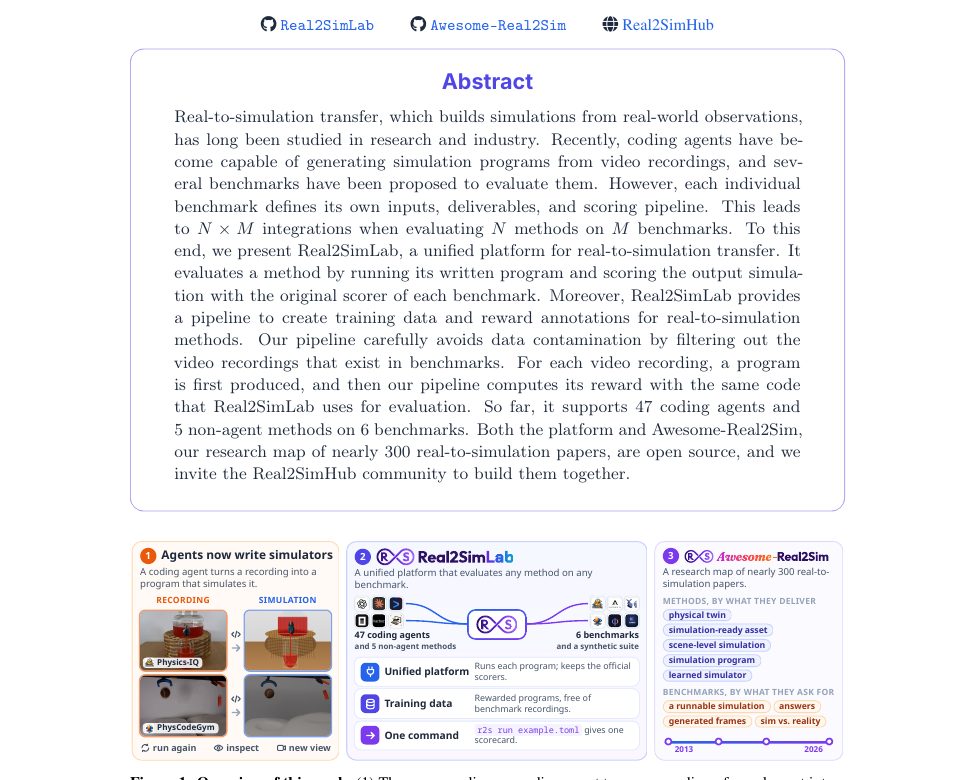 Real2SimLab Awesome-Real2Sim Real2SimHub
Abstract
Real-to-simulation transfer, which builds simulations from real-world observations,
has long been studied in research and industry. Recently, coding agents have be-
come capable of generating simulation programs from video recordings, and sev-
eral benchmarks have been proposed to evaluate them. However, each individual
benchmark defines its own inputs, deliverables, and scoring pipeline. This leads
to N × M integrations when evaluating N methods on M benchmarks. To this
end, we present Real2SimLab, a unified platform for real-to-simulation transfer. It
evaluates a method by running its written program and scoring the output simula-
tion with the original scorer of each benchmark. Moreover, Real2SimLab provides
a pipeline to create training data and reward annotations for real-to-simulation
methods. Our pipeline carefully avoids data contamination by filtering out the
video recordings that exist in benchmarks. For each video recording, a program
is first produced, and then our pipeline computes its reward with the same code
that Real2SimLab uses for evaluation. So far, it supports 47 coding agents and
5 non-agent methods on 6 benchmarks. Both the platform and Awesome-Real2Sim,
our research map of nearly 300 real-to-simulation papers, are open source, and we
invite the Real2SimHub community to build them together.
1 Agents now write simulators
A coding agent turns a recording into a
program that simulates it.
RECORDING SIMULATION
Physics-IQ
</>
PhysCodeGym
</>
run again inspect new view
2 R S Real2SimLab
A unified platform that evaluates any method on any
benchmark.
R S
47 coding agents
and 5 non-agent methods
6 benchmarks
and a synthetic suite
Unified platform
Runs each program; keeps the official
scorers.
Training data
Rewarded programs, free of
benchmark recordings.
One command
r2s run example.toml gives one
scorecard.
3 R S Awesome-Real2Sim
A research map of nearly 300 real-to-
simulation papers.
METHODS, BY WHAT THEY DELIVER
physical twin
simulation-ready asset
scene-level simulation
simulation program
learned simulator
BENCHMARKS, BY WHAT THEY ASK FOR
a runnable simulation answers
generated frames sim vs. reality
2013 2026